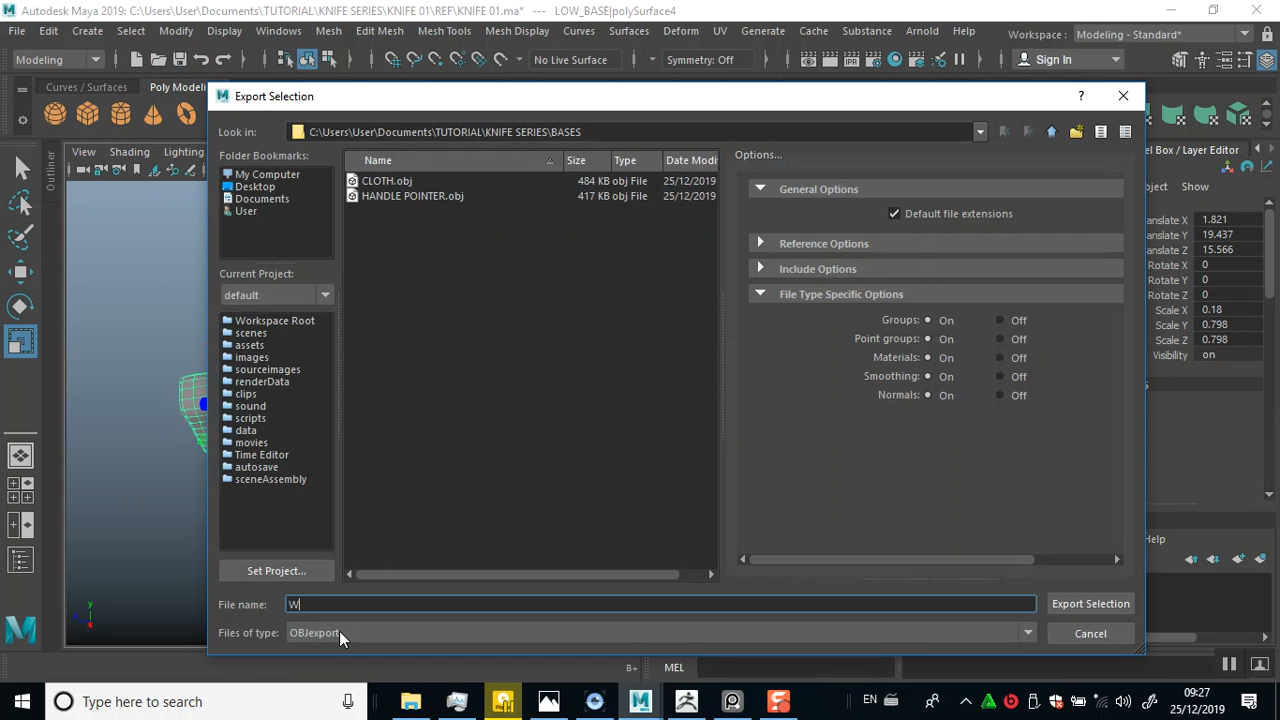 Autodesk Maya 2019: C:\Users\User\Documents\TUTORIAL\KNIFE SERIES\KNIFE 01\REF\KNIFE 01.ma* --- LOW_BASE|polySurface4
File Edit Create Select Modify Display Windows Mesh Edit Mesh Mesh Tools Mesh Display Curves Surfaces Deform UV Generate Cache Substance Arnold Help Workspace : Modeling - Standard*
Modeling No Live Surface Symmetry: Off Sign In
Curves / Surfaces Poly Modeli
Export Selection ?
View Shading Lighting
Look in: C:\Users\User\Documents\TUTORIAL\KNIFE SERIES\BASES
el Box / Layer Editor
Folder Bookmarks: Name Size Type Date Modi Options...
My Computer
Desktop
Documents
User
CLOTH.obj 484 KB obj File 25/12/2019
HANDLE POINTER.obj 417 KB obj File 25/12/2019
General Options
Default file extensions
Reference Options
Include Options
File Type Specific Options
Groups: On Off
Point groups: On Off
Materials: On Off
Smoothing: On Off
Normals: On Off
Current Project:
default
Workspace Root
scenes
assets
images
sourceimages
renderData
clips
sound
scripts
data
movies
Time Editor
autosave
sceneAssembly
Set Project...
File name: W Export Selection
Files of type: OBJexport Cancel
Outliner
oject Show
anslate X 1.821
anslate Y 19.437
anslate Z 15.566
Rotate X 0
Rotate Y 0
Rotate Z 0
Scale X 0.18
Scale Y 0.798
Scale Z 0.798
Visibility on
Help
B+ MEL
y
Type here to search EN 09:27
25/12/2019